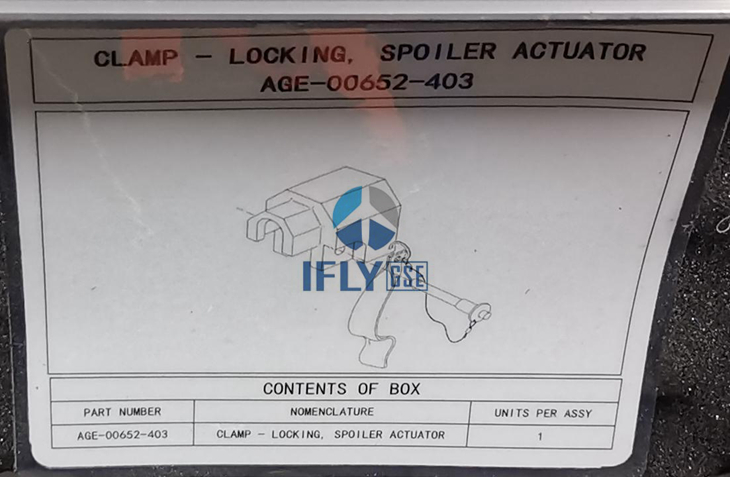 CLAMP - LOCKING, SPOILER ACTUATOR
AGE-00652-403
IFLY GSE
CONTENTS OF BOX
PART NUMBER NOMENCLATURE UNITS PER ASSY
AGE-00652-403 CLAMP - LOCKING, SPOILER ACTUATOR 1